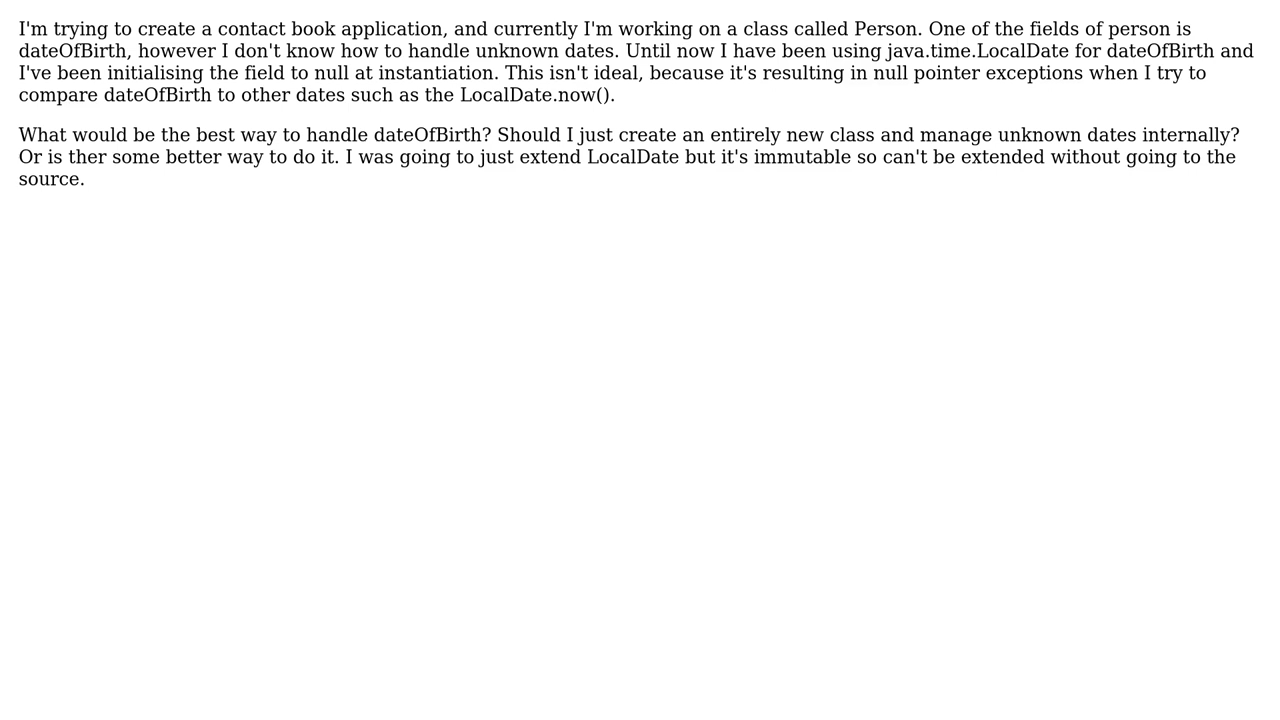 I'm trying to create a contact book application, and currently I'm working on a class called Person. One of the fields of person is
dateOfBirth, however I don't know how to handle unknown dates. Until now I have been using java.time.LocalDate for dateOfBirth and
I've been initialising the field to null at instantiation. This isn't ideal, because it's resulting in null pointer exceptions when I try to
compare dateOfBirth to other dates such as the LocalDate.now().
What would be the best way to handle dateOfBirth? Should I just create an entirely new class and manage unknown dates internally?
Or is ther some better way to do it. I was going to just extend LocalDate but it's immutable so can't be extended without going to the
source.